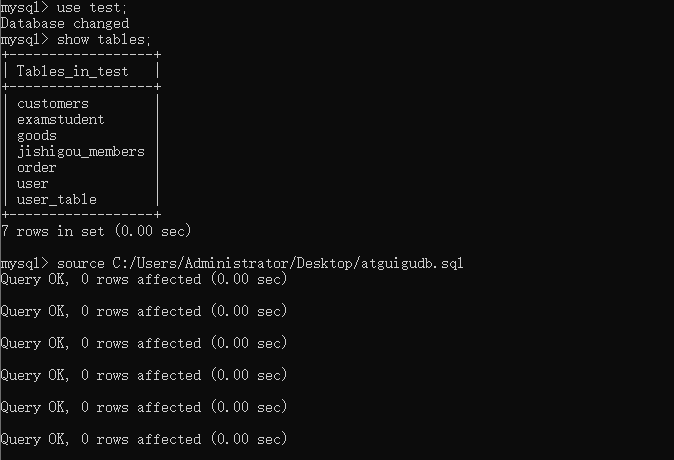 mysql> use test;
Database changed
mysql> show tables;
+------------------+
| Tables_in_test   |
+------------------+
| customers        |
| examstudent      |
| goods            |
| jishigou_members |
| order            |
| user             |
| user_table       |
+------------------+
7 rows in set (0.00 sec)
mysql> source C:/Users/Administrator/Desktop/atguigudb.sql
Query OK, 0 rows affected (0.00 sec)
Query OK, 0 rows affected (0.00 sec)
Query OK, 0 rows affected (0.00 sec)
Query OK, 0 rows affected (0.00 sec)
Query OK, 0 rows affected (0.00 sec)
Query OK, 0 rows affected (0.00 sec)